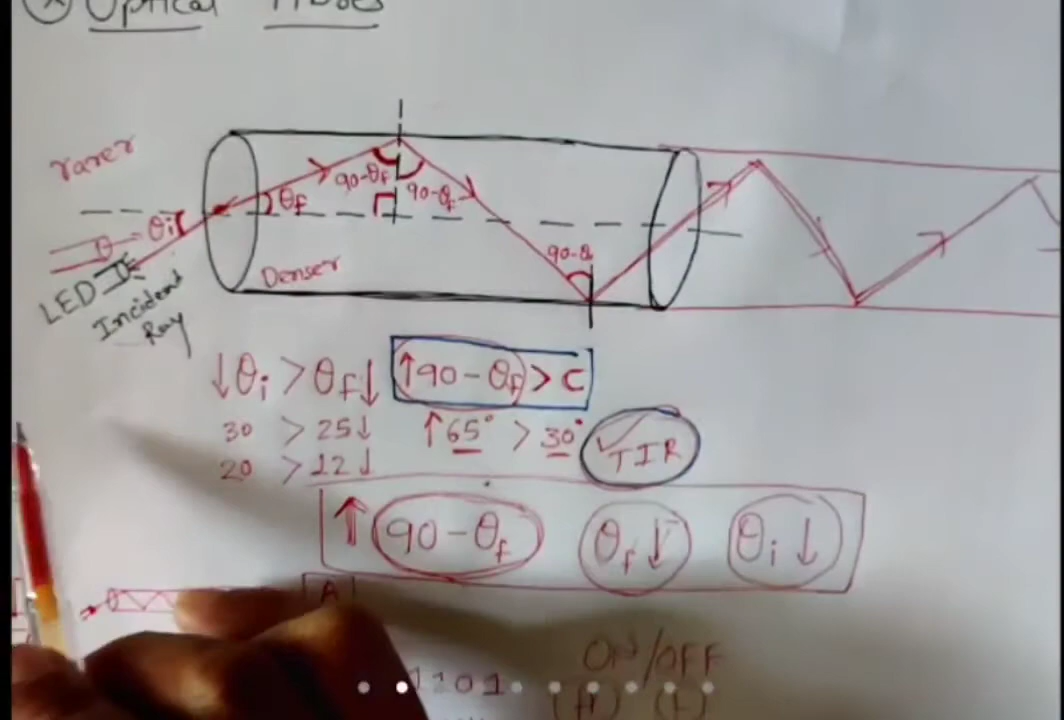 Optical Fibres
rarer
θi
θf
90-θf
90-θf
90-θ
Denser
LED
Incident
Ray
↓θi > θf↓ ↑90-θf > C
30 > 25↓ ↑65° > 30°
✓TIR
20 > 12↓
↑ 90-θf θf↓ θi↓
A
ON/OFF
1101
(H) (L)